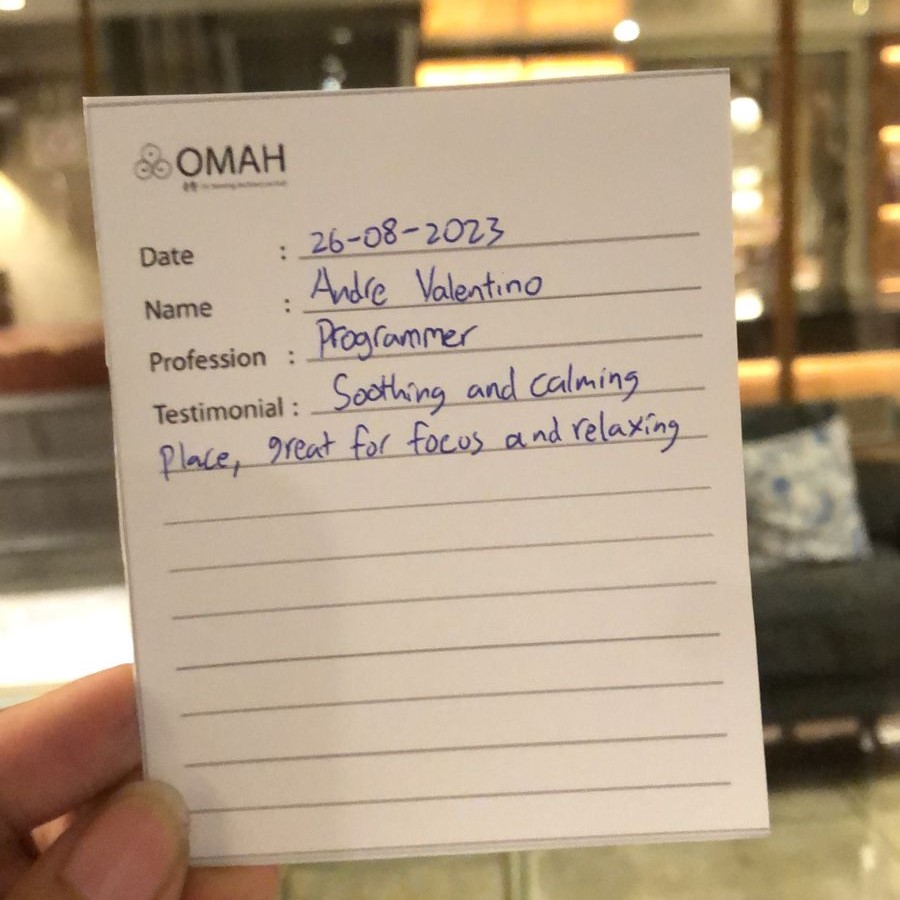 OMAH
Date : 26-08-2023
Name : Andre Valentino
Profession : Programmer
Testimonial : Soothing and calming
place, great for focus and relaxing